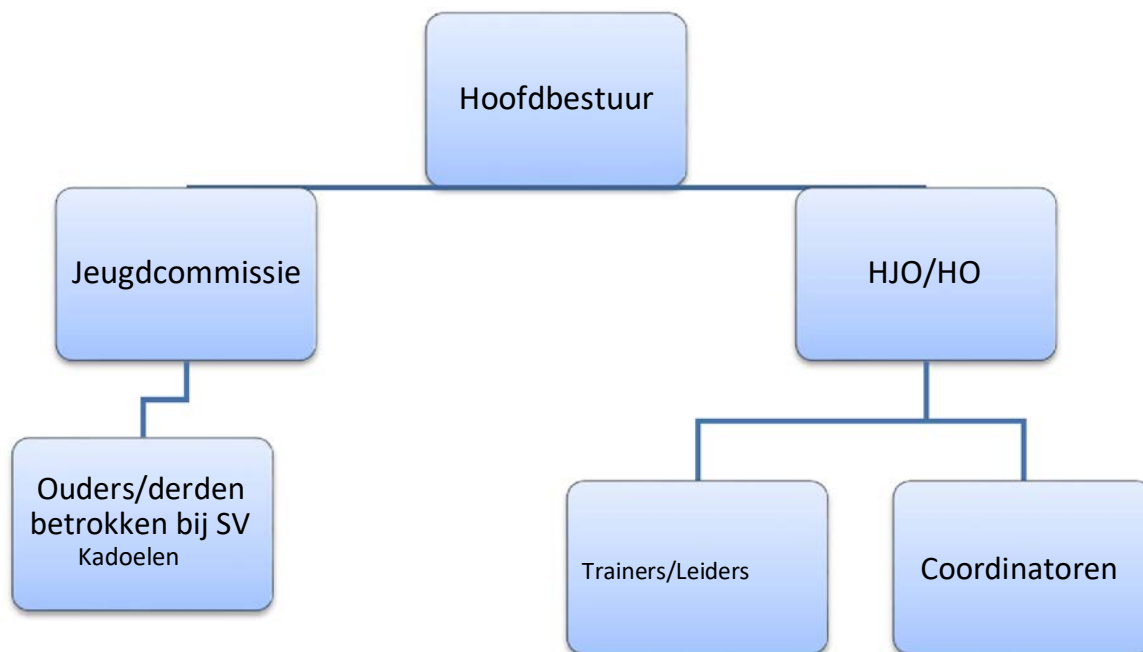 Hoofdbestuur
Jeugdcommissie
HJO/HO
Ouders/derden
betrokken bij SV
Kadoelen
Trainers/Leiders
Coordinatoren